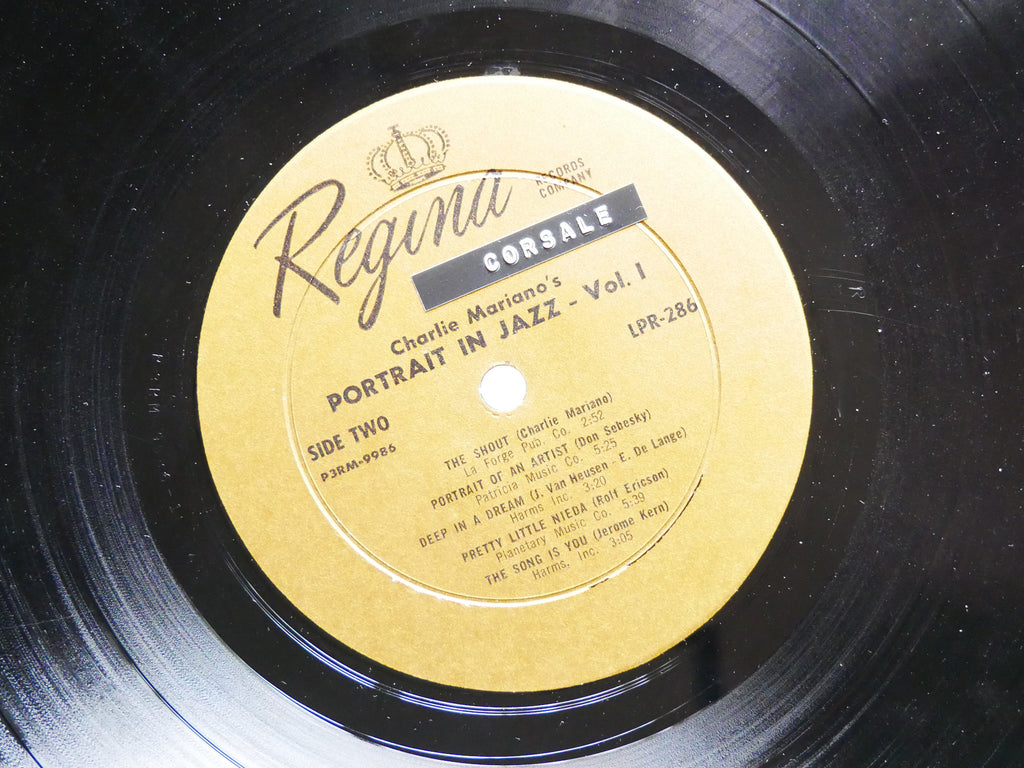 Regina
RECORDS
COMPANY
CORSALE
Charlie Mariano's
PORTRAIT IN JAZZ - Vol. 1
LPR-286
SIDE TWO
P3RM-9986
THE SHOUT (Charlie Mariano)
La Forge Pub. Co. 2:52
PORTRAIT OF AN ARTIST (Don Sebesky)
Patricia Music Co. 5:25
DEEP IN A DREAM (J. Van Heusen - E. De Lange)
Harms Inc. 3:20
PRETTY LITTLE NIEDA (Rolf Ericson)
Planetary Music Co. 5:39
THE SONG IS YOU (Jerome Kern)
Harms, Inc. 3:05